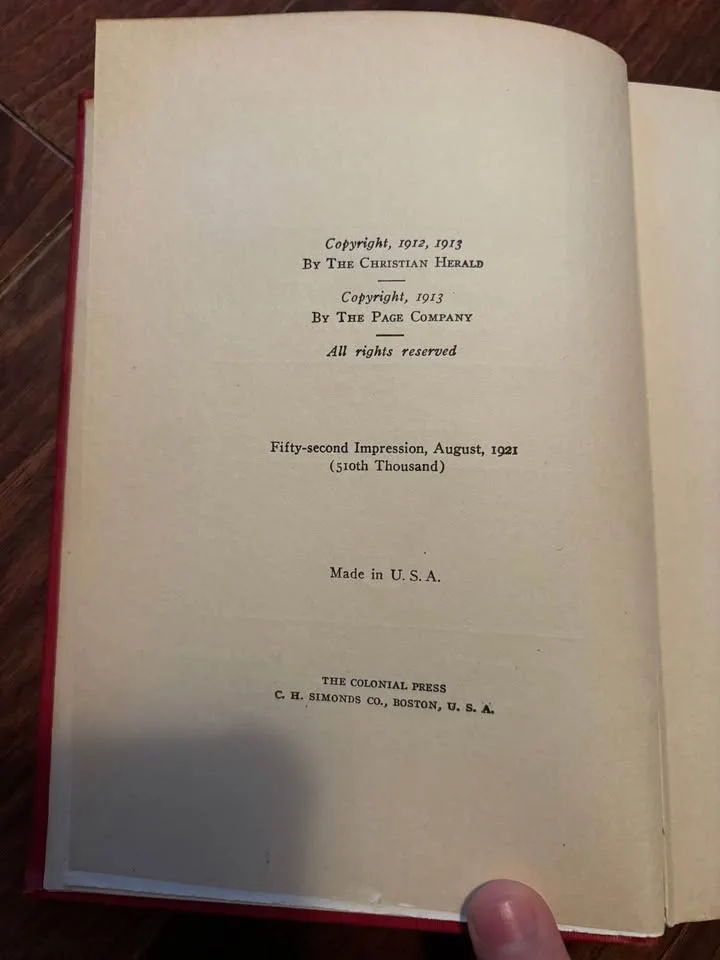 Copyright, 1912, 1913
By The Christian Herald
Copyright, 1913
By The Page Company
All rights reserved
Fifty-second Impression, August, 1921
(510th Thousand)
Made in U. S. A.
THE COLONIAL PRESS
C. H. SIMONDS CO., BOSTON, U. S. A.